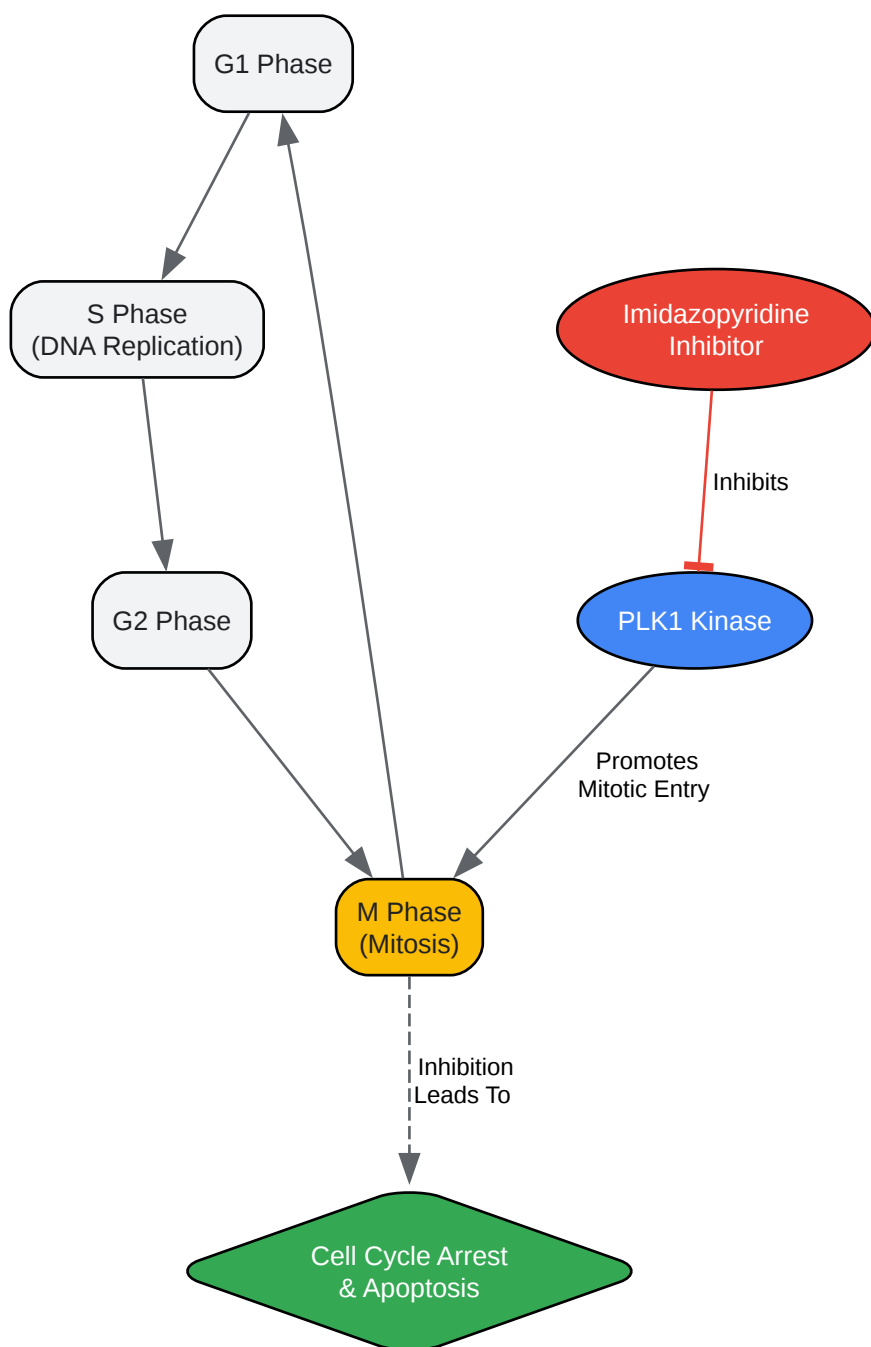 G1 Phase
S Phase
(DNA Replication)
Imidazopyridine
Inhibitor
Inhibits
G2 Phase
PLK1 Kinase
Promotes
Mitotic Entry
M Phase
(Mitosis)
Inhibition
Leads To
Cell Cycle Arrest
& Apoptosis